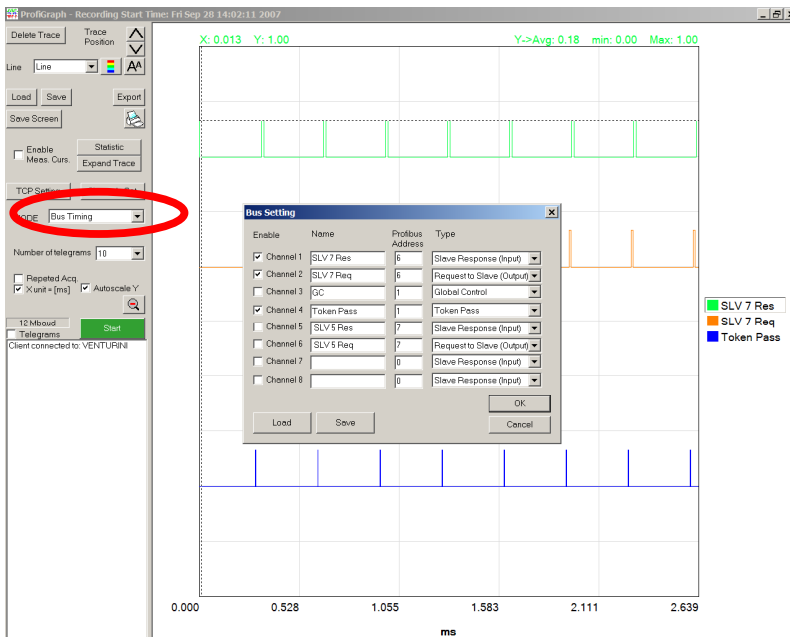 ProfiGraph - Recording Start Time: Fri Sep 28 14:02:11 2007
Delete Trace
Trace
Position
Line
Line
AA
Load
Save
Export
Save Screen
Enable
Meas. Curs.
Statistic
Expand Trace
TCP Setting
Bus Timing
Number of telegrams
10
Repeted Acq.
X unit = [ms]
Autoscale Y
12 Mbaud
Telegrams
Start
Client connected to: VENTURINI
X: 0.013 Y: 1.00
Y->Avg: 0.18 min: 0.00 Max: 1.00
Bus Setting
Enable
Name
Profibus
Address
Type
Channel 1 SLV 7 Res 6 Slave Response (Input)
Channel 2 SLV 7 Req 6 Request to Slave (Output)
Channel 3 GC 1 Global Control
Channel 4 Token Pass 1 Token Pass
Channel 5 SLV 5 Res 7 Slave Response (Input)
Channel 6 SLV 5 Req 7 Request to Slave (Output)
Channel 7 0 Slave Response (Input)
Channel 8 0 Slave Response (Input)
OK
Load
Save
Cancel
SLV 7 Res
SLV 7 Req
Token Pass
0.000 0.528 1.055 1.583 2.111 2.639
ms